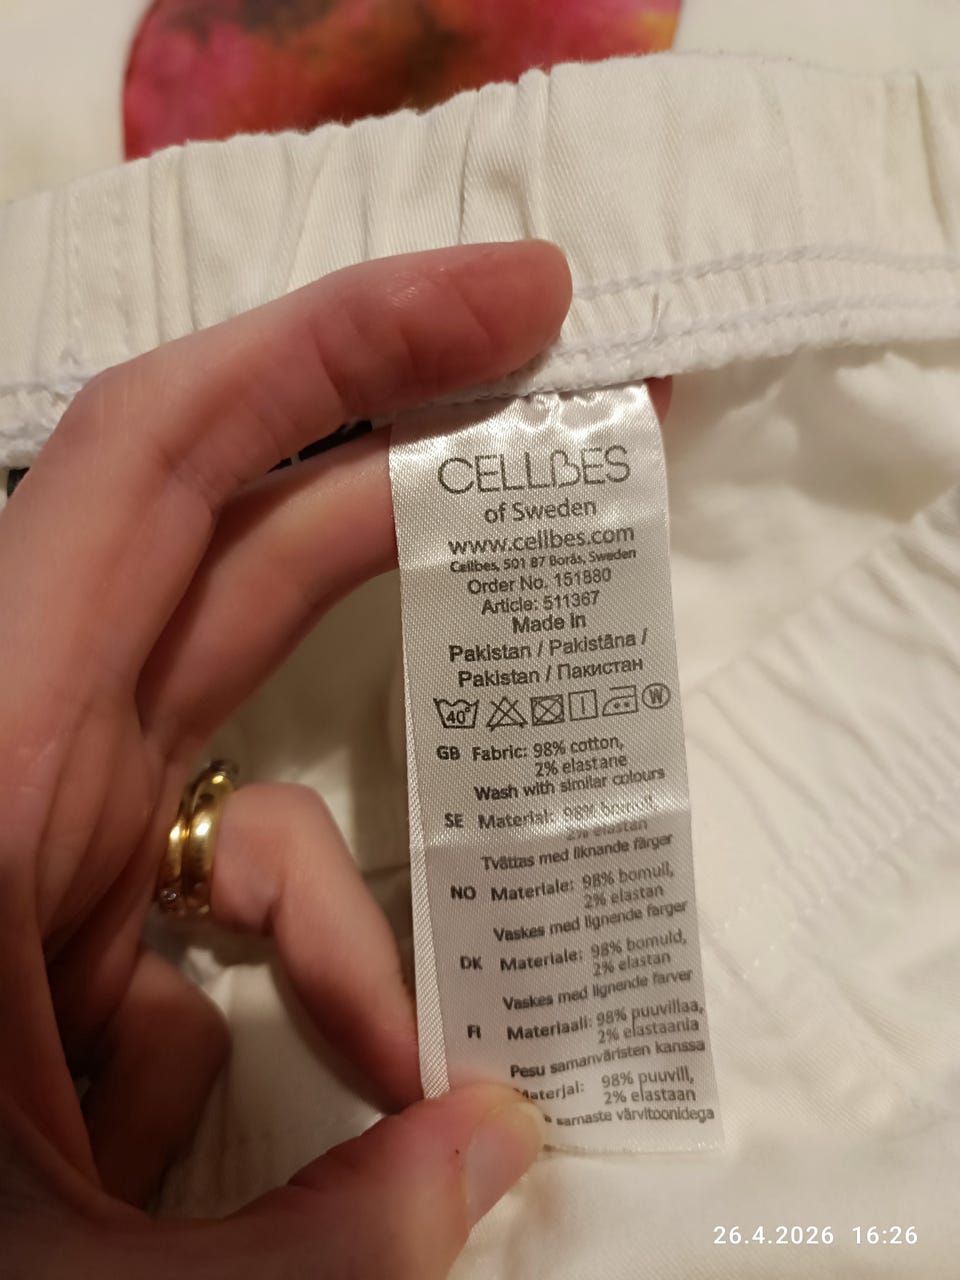 CELLBES
of Sweden
www.cellbes.com
Cellbes, 501 87 Borås, Sweden
Order No. 151880
Article: 511367
Made in
Pakistan / Pakistāna /
Pakistan / Пакистан
40° W
GB Fabric: 98% cotton,
2% elastane
Wash with similar colours
SE Material: 98% bomull,
2% elastan
Tvättas med liknande färger
NO Materiale: 98% bomull,
2% elastan
Vaskes med lignende farger
DK Materiale: 98% bomuld,
2% elastan
Vaskes med lignende farver
FI Materiaali: 98% puuvillaa,
2% elastaania
Pesu samanväristen kanssa
Materjal: 98% puuvill,
2% elastaan
sarnaste värvitoonidega
26.4.2026 16:26